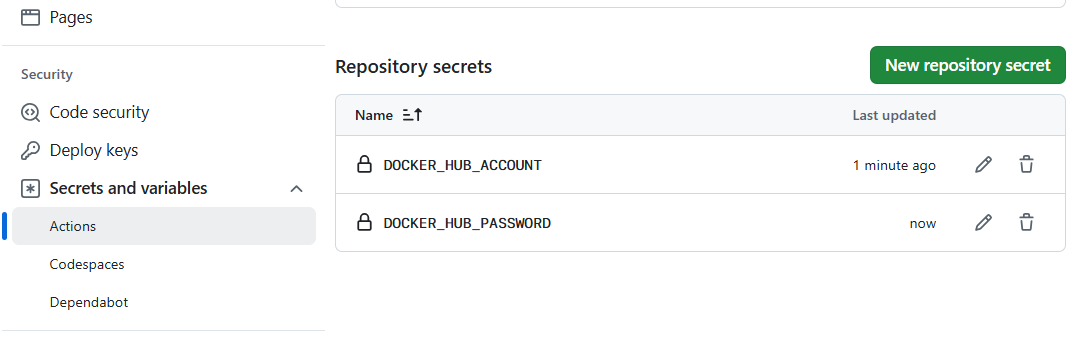 Pages
Security
Code security
Deploy keys
Secrets and variables
Actions
Codespaces
Dependabot
Repository secrets
New repository secret
Name Last updated
DOCKER_HUB_ACCOUNT 1 minute ago
DOCKER_HUB_PASSWORD now